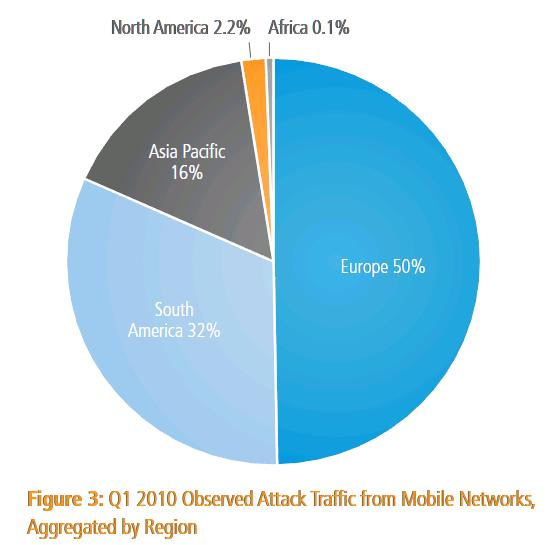 North America 2.2% Africa 0.1%
Asia Pacific
16%
Europe 50%
South
America 32%
Figure 3: Q1 2010 Observed Attack Traffic from Mobile Networks,
Aggregated by Region